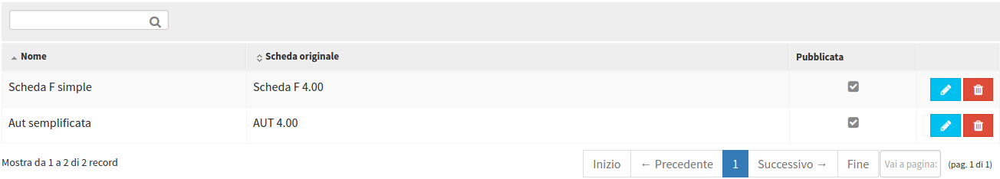 Nome Scheda originale Pubblicata
Scheda F simple Scheda F 4.00
Aut semplificata AUT 4.00
Mostra da 1 a 2 di 2 record Inizio ← Precedente 1 Successivo → Fine Vai a pagina: (pag. 1 di 1)